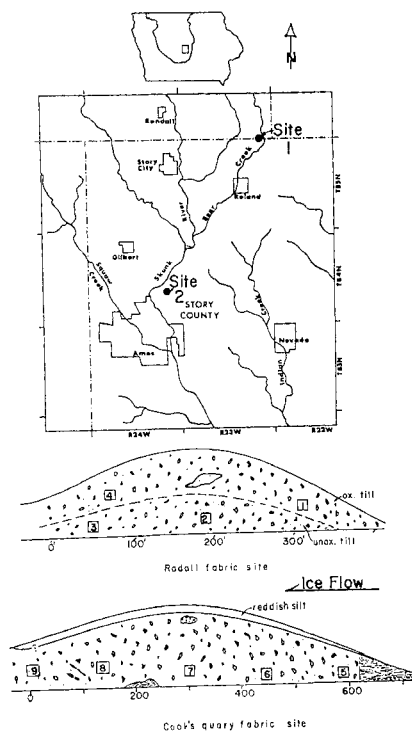 N
Randall
Site
1
Story
City
Creek
Bear
Roland
River
T85N
Gilbert
Squaw
Creek
Skunk
Site
2
STORY
COUNTY
T84N
Creek
Indian
Ames
Nevada
T83N
R24W
R23W
R22W
4
1
ox. till
3
2
0'
100'
200'
300'
unox. till
Radall fabric site
Ice Flow
reddish silt
9
8
7
6
5
0
200
400
600
Cook's quary fabric site